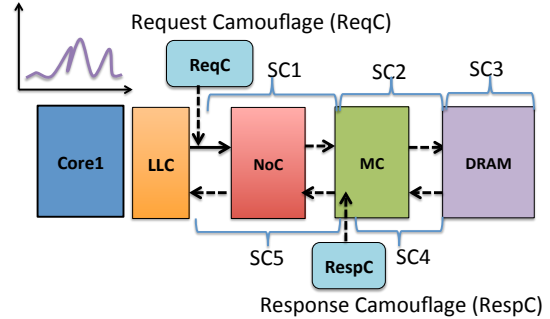 Request Camouflage (ReqC)
ReqC
SC1
SC2
SC3
Core1
LLC
NoC
MC
DRAM
SC5
RespC
SC4
Response Camouflage (RespC)